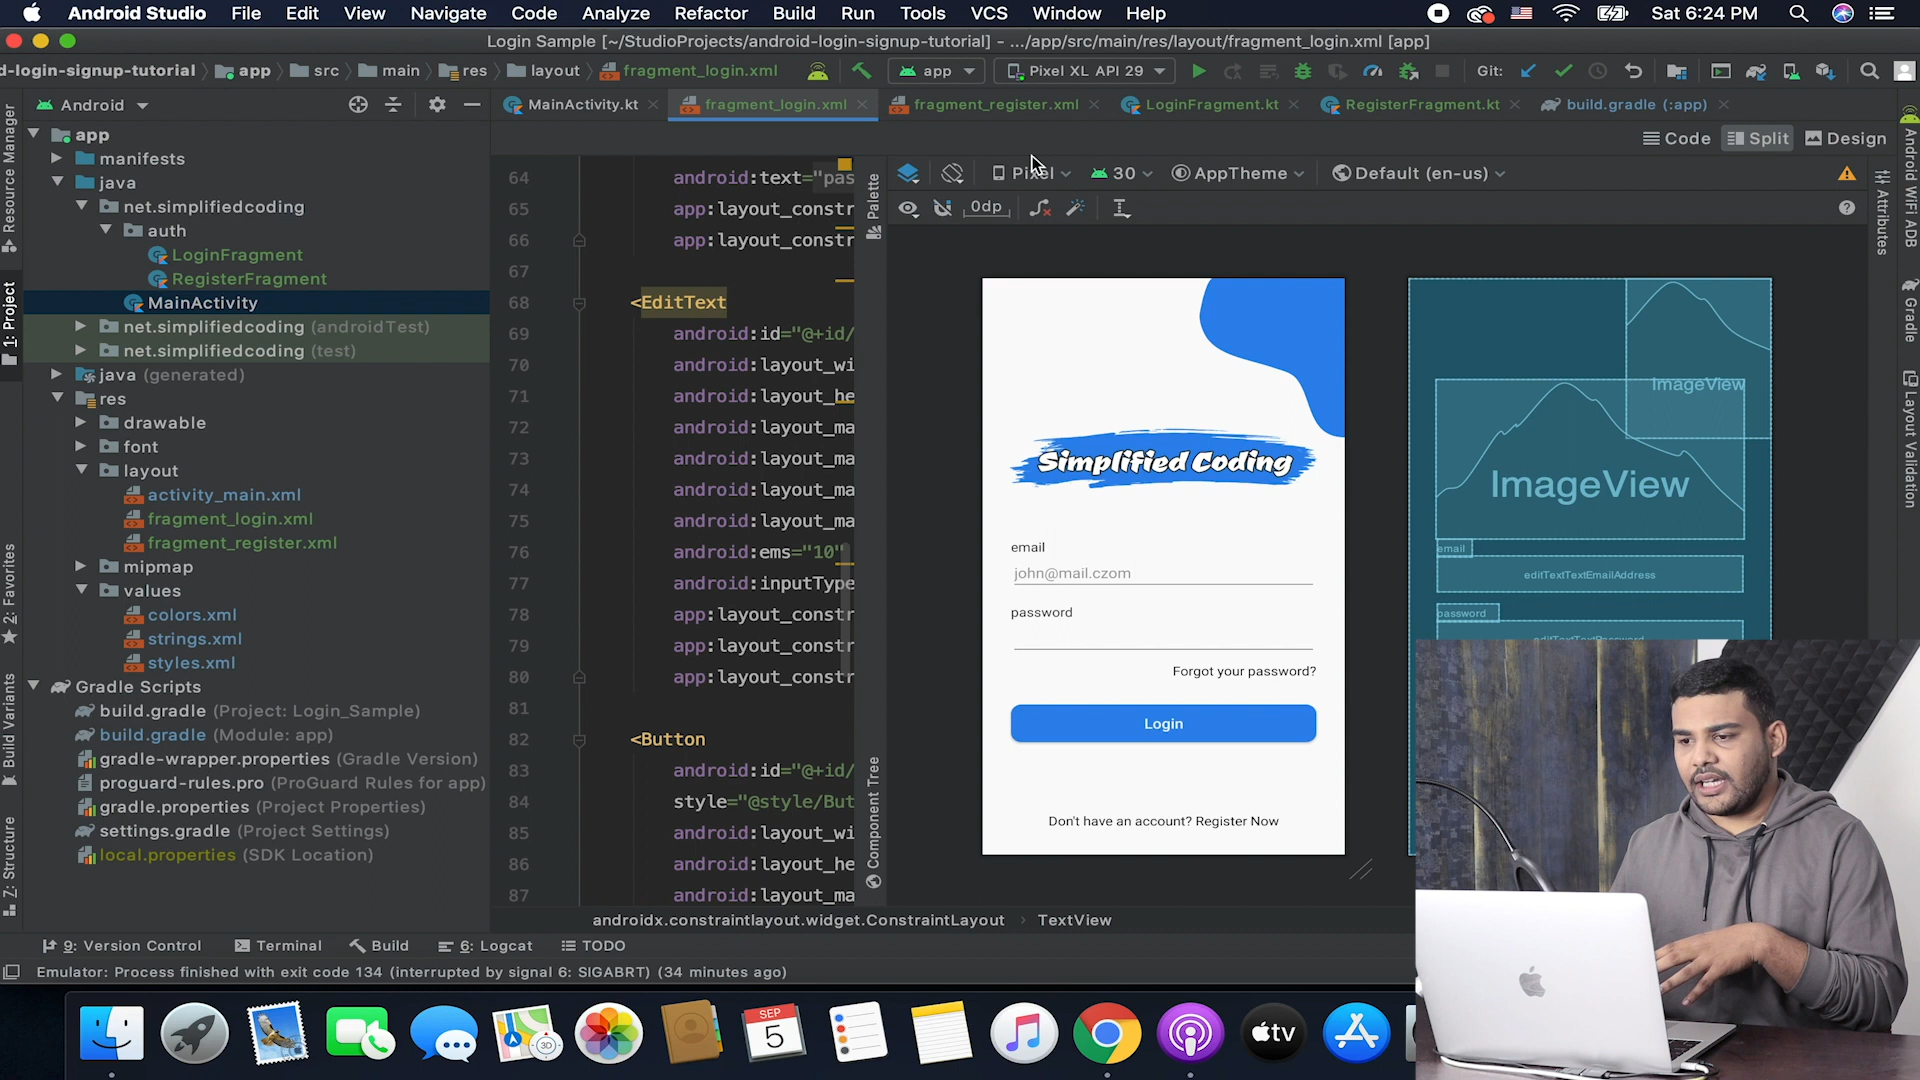 Android Studio File Edit View Navigate Code Analyze Refactor Build Run Tools VCS Window Help Sat 6:24 PM
Login Sample [~/StudioProjects/android-login-signup-tutorial] - .../app/src/main/res/layout/fragment_login.xml [app]
d-login-signup-tutorial app src main res layout fragment_login.xml app Pixel XL API 29 Git:
Android MainActivity.kt fragment_login.xml fragment_register.xml LoginFragment.kt RegisterFragment.kt build.gradle (:app)
Code Split Design
Pixel 30 AppTheme Default (en-us)
0dp
Resource Manager
1: Project
2: Favorites
Build Variants
7: Structure
app
manifests
java
net.simplifiedcoding
auth
LoginFragment
RegisterFragment
MainActivity
net.simplifiedcoding (androidTest)
net.simplifiedcoding (test)
java (generated)
res
drawable
font
layout
activity_main.xml
fragment_login.xml
fragment_register.xml
mipmap
values
colors.xml
strings.xml
styles.xml
Gradle Scripts
build.gradle (Project: Login_Sample)
build.gradle (Module: app)
gradle-wrapper.properties (Gradle Version)
proguard-rules.pro (ProGuard Rules for app)
gradle.properties (Project Properties)
settings.gradle (Project Settings)
local.properties (SDK Location)
64 android:text="pas
65 app:layout_constr
66 app:layout_constr
67
68 <EditText
69 android:id="@+id/
70 android:layout_wi
71 android:layout_he
72 android:layout_ma
73 android:layout_ma
74 android:layout_ma
75 android:layout_ma
76 android:ems="10"
77 android:inputType
78 app:layout_constr
79 app:layout_constr
80 app:layout_constr
81
82 <Button
83 android:id="@+id/
84 style="@style/But
85 android:layout_wi
86 android:layout_he
87 android:layout_ma
Palette
Component Tree
Simplified Coding
email
john@mail.czom
password
Forgot your password?
Login
Don't have an account? Register Now
ImageView
ImageView
email
editTextTextEmailAddress
password
editTextTextPassword
Attributes
Android WiFi ADB
Gradle
Layout Validation
androidx.constraintlayout.widget.ConstraintLayout TextView
9: Version Control Terminal Build 6: Logcat TODO
Emulator: Process finished with exit code 134 (interrupted by signal 6: SIGABRT) (34 minutes ago)
3D
SEP
5
tv